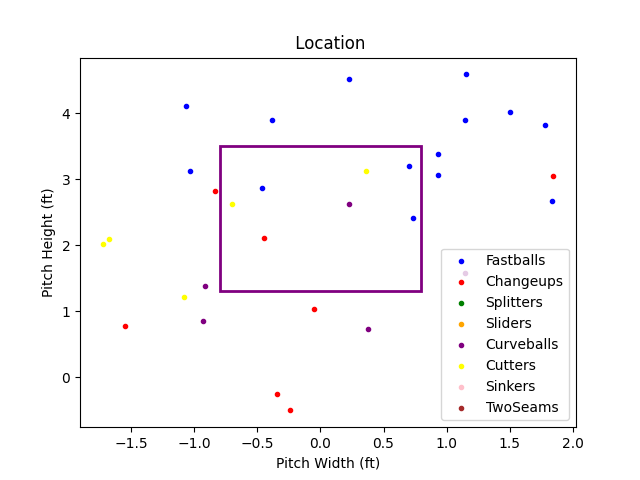 Location
Pitch Height (ft)
4
3
2
1
0
Fastballs
Changeups
Splitters
Sliders
Curveballs
Cutters
Sinkers
TwoSeams
−1.5 −1.0 −0.5 0.0 0.5 1.0 1.5 2.0
Pitch Width (ft)